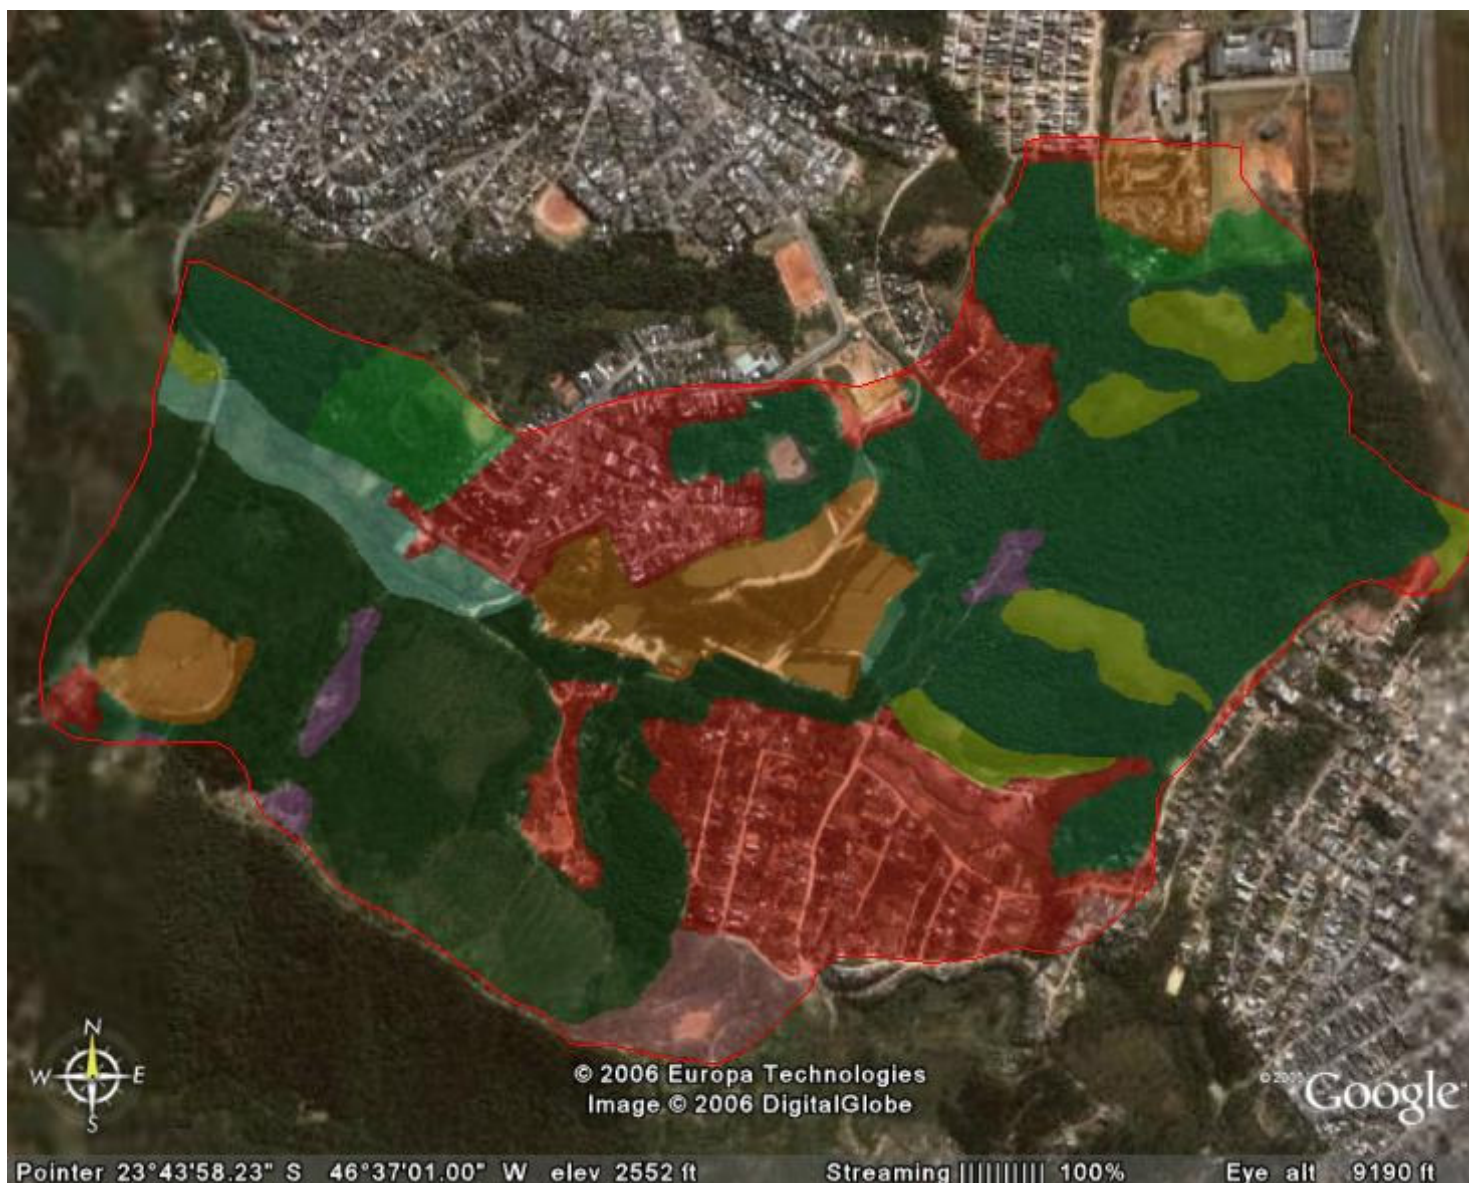 N
W E
S
© 2006 Europa Technologies
Image © 2006 DigitalGlobe
Google
Pointer 23°43'58.23" S 46°37'01.00" W elev 2552 ft Streaming |||||||||| 100% Eye alt 9190 ft